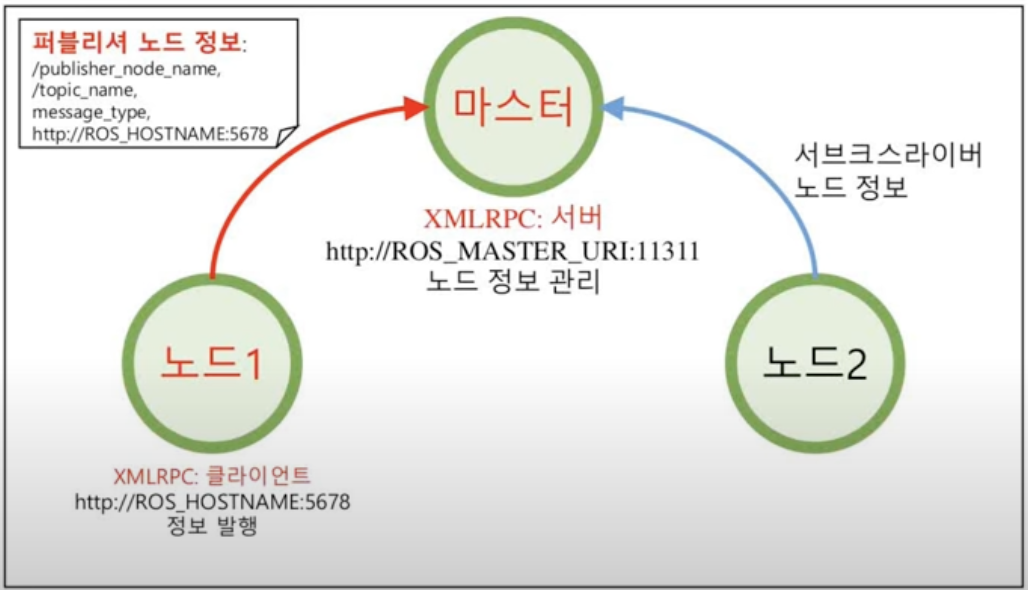 퍼블리셔 노드 정보:
/publisher_node_name,
/topic_name,
message_type,
http://ROS_HOSTNAME:5678
마스터
서브크스라이버
노드 정보
XMLRPC: 서버
http://ROS_MASTER_URI:11311
노드 정보 관리
노드1
노드2
XMLRPC: 클라이언트
http://ROS_HOSTNAME:5678
정보 발행